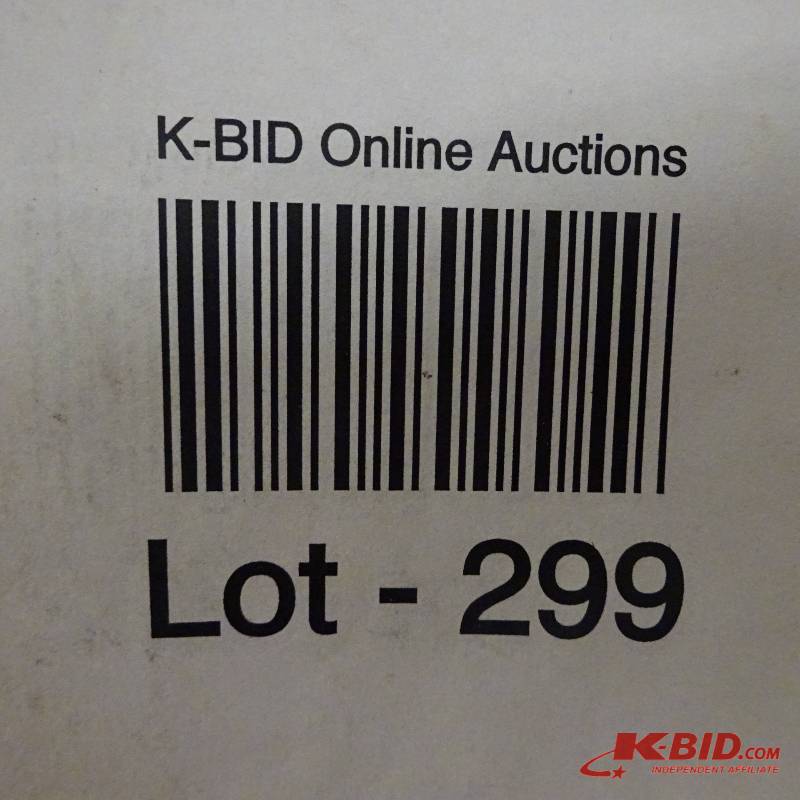 K-BID Online Auctions
Lot - 299
K-BID.COM
INDEPENDENT AFFILIATE